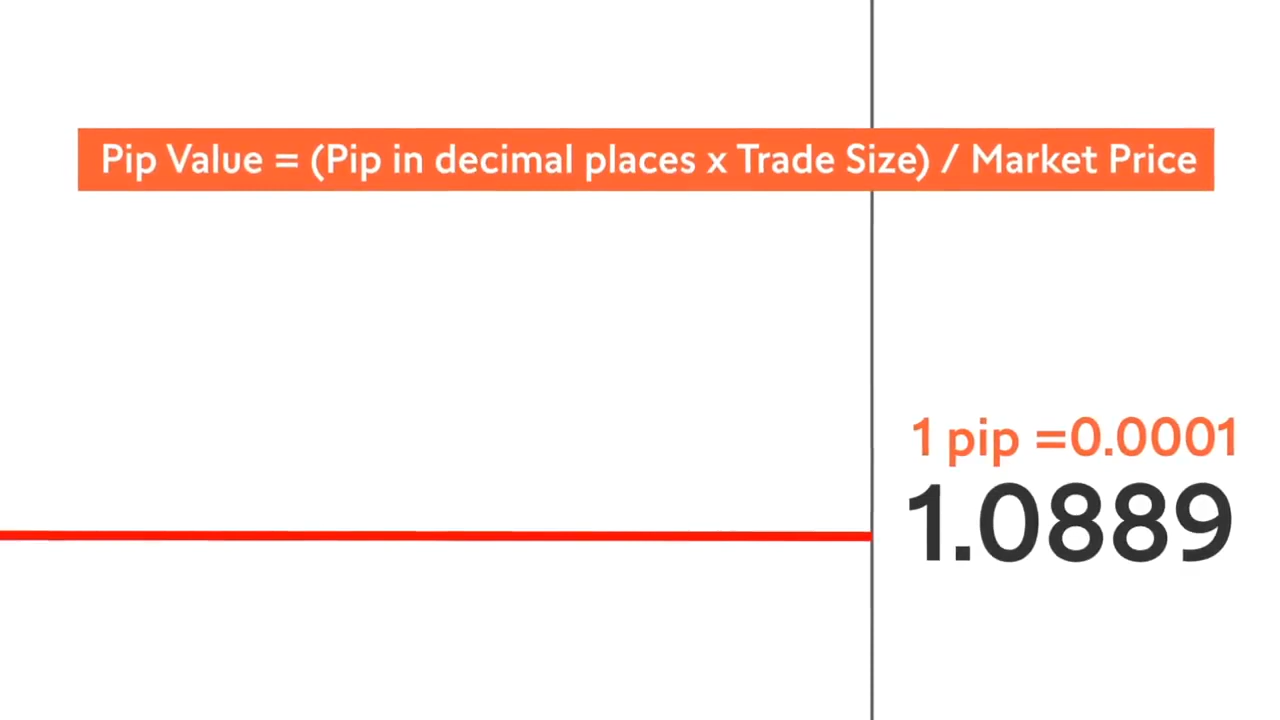 Pip Value = (Pip in decimal places x Trade Size) / Market Price
1 pip =0.0001
1.0889